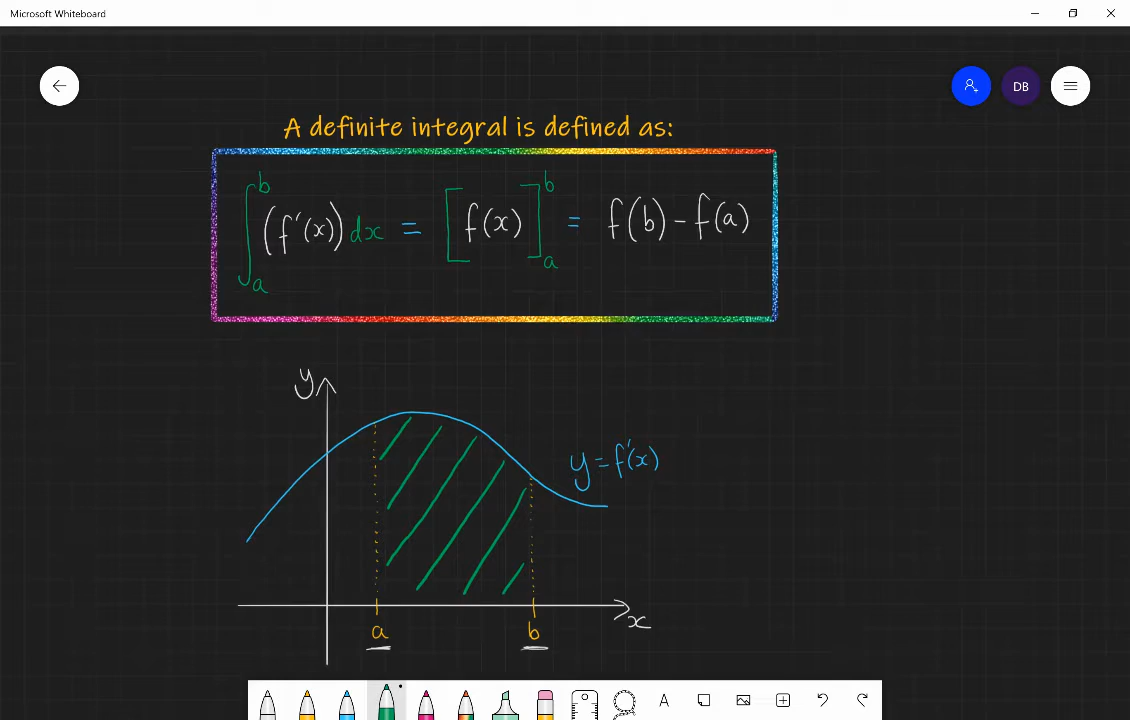 Microsoft Whiteboard
DB
A definite integral is defined as:
∫ₐᵇ (f'(x)) dx = [f(x)]ₐᵇ = f(b) - f(a)
y
y = f'(x)
x
a b
A